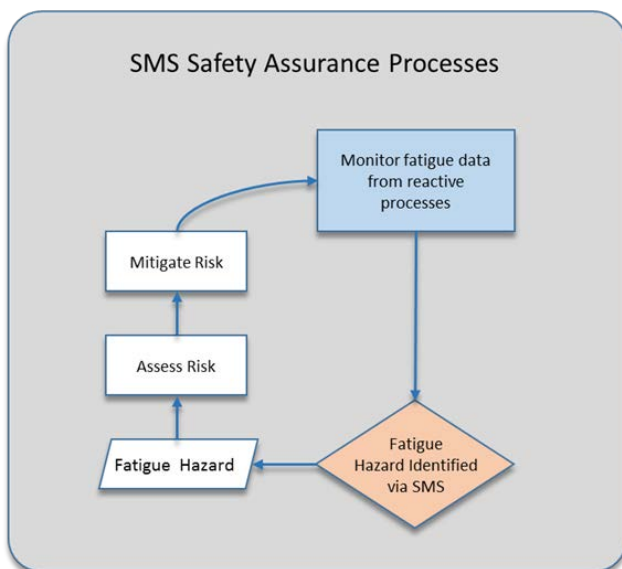 SMS Safety Assurance Processes
Monitor fatigue data
from reactive
processes
Mitigate Risk
Assess Risk
Fatigue Hazard
Fatigue
Hazard Identified
via SMS